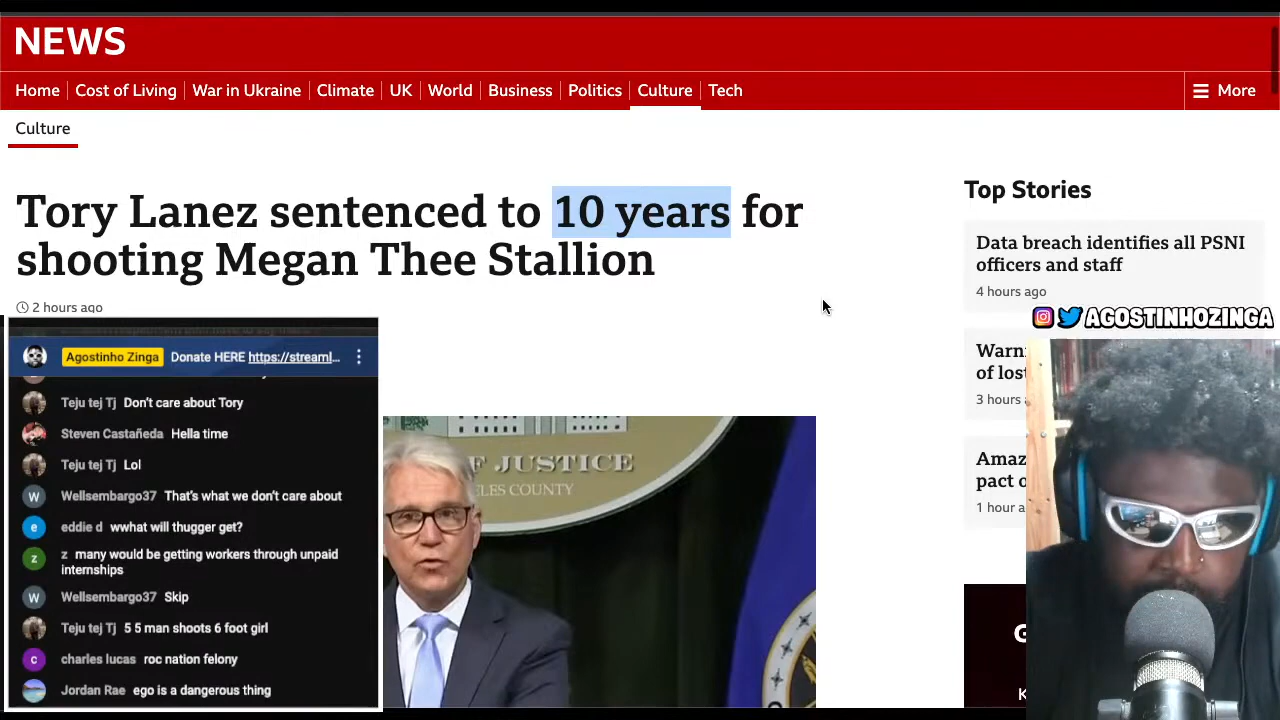 NEWS
Home Cost of Living War in Ukraine Climate UK World Business Politics Culture Tech More
Culture
Tory Lanez sentenced to 10 years for
shooting Megan Thee Stallion
2 hours ago
Top Stories
Data breach identifies all PSNI
officers and staff
4 hours ago
of lost
3 hours
Amaz
pact o
1 hour a
AGOSTINHOZINGA
Agostinho Zinga Donate HERE https://streaml...
Teju tej Tj Don't care about Tory
Steven Castañeda Hella time
Teju tej Tj Lol
W Wellsembargo37 That's what we don't care about
e eddie d wwhat will thugger get?
z z many would be getting workers through unpaid
internships
W Wellsembargo37 Skip
Teju tej Tj 5 5 man shoots 6 foot girl
c charles lucas roc nation felony
Jordan Rae ego is a dangerous thing
F JUSTICE
ELES COUNTY
G
K